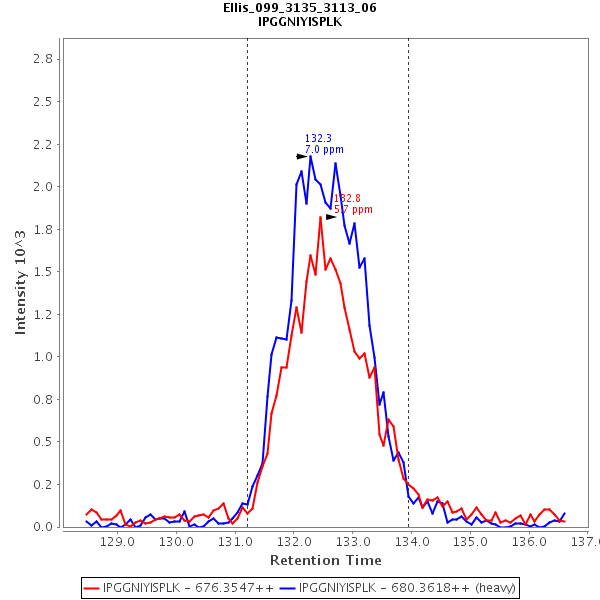 Ellis_099_3135_3113_06
IPGGNIYISPLK
Intensity 10^3
2.8
2.5
2.2
2.0
1.8
1.5
1.2
1.0
0.8
0.5
0.2
0.0
132.3
7.0 ppm
132.8
5.7 ppm
129.0 130.0 131.0 132.0 133.0 134.0 135.0 136.0 137.0
Retention Time
IPGGNIYISPLK - 676.3547++ IPGGNIYISPLK - 680.3618++ (heavy)